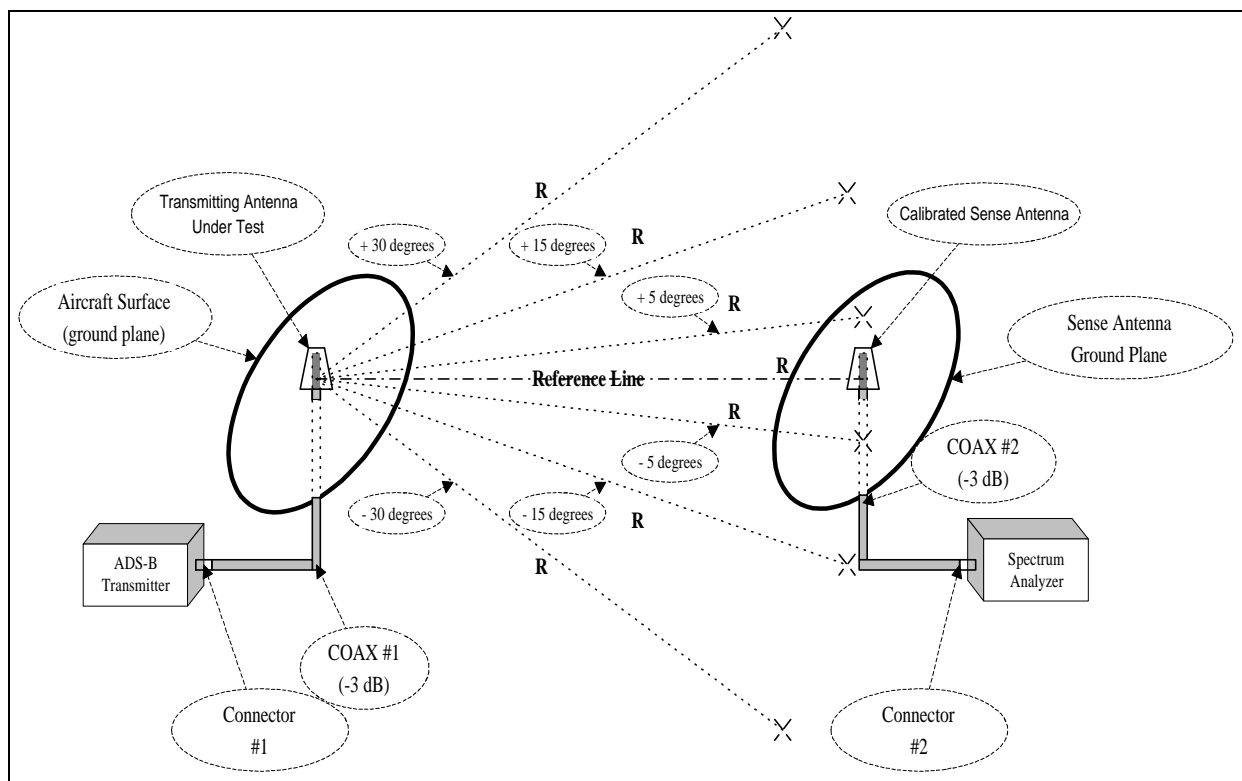 R
Transmitting Antenna
Under Test
R
Calibrated Sense Antenna
+ 30 degrees
+ 15 degrees
+ 5 degrees
R
Aircraft Surface
(ground plane)
Sense Antenna
Ground Plane
Reference Line
R
R
- 5 degrees
COAX #2
(-3 dB)
- 30 degrees
- 15 degrees
R
ADS-B
Transmitter
R
Spectrum
Analyzer
COAX #1
(-3 dB)
Connector
#1
Connector
#2